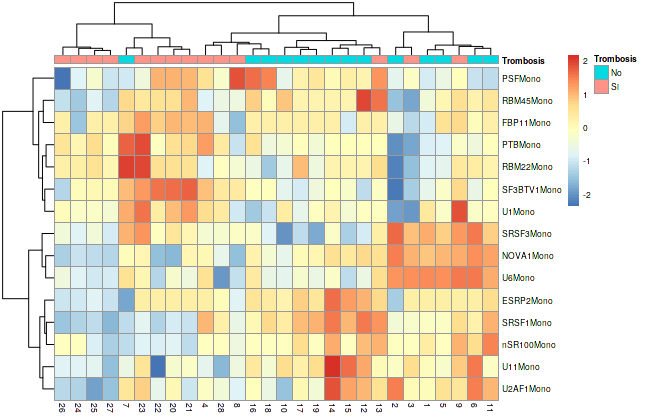 Trombosis
Trombosis
No
SI
2
1
0
-1
-2
PSFMono
RBM45Mono
FBP11Mono
PTBMono
RBM22Mono
SF3BTV1Mono
U1Mono
SRSF3Mono
NOVA1Mono
U6Mono
ESRP2Mono
SRSF1Mono
nSR100Mono
U11Mono
U2AF1Mono
26 24 25 27 7 23 22 20 21 4 28 8 16 18 10 17 19 14 15 12 13 2 3 1 5 9 6 11